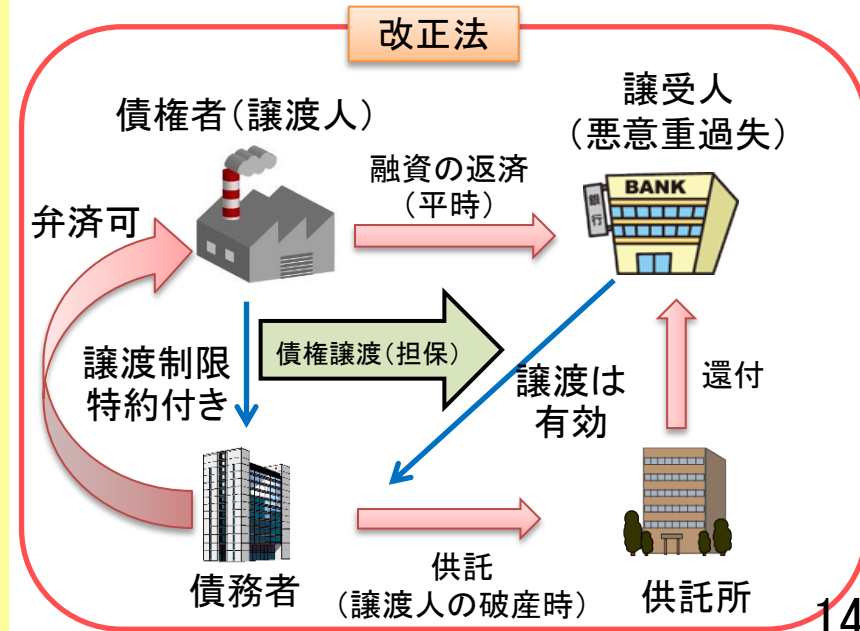 改正法
債権者(譲渡人)
譲受人
(悪意重過失)
融資の返済
(平時)
BANK
銀行
弁済可
債権譲渡(担保)
譲渡制限
特約付き
譲渡は
有効
還付
債務者
供託
(譲渡人の破産時)
供託所
14